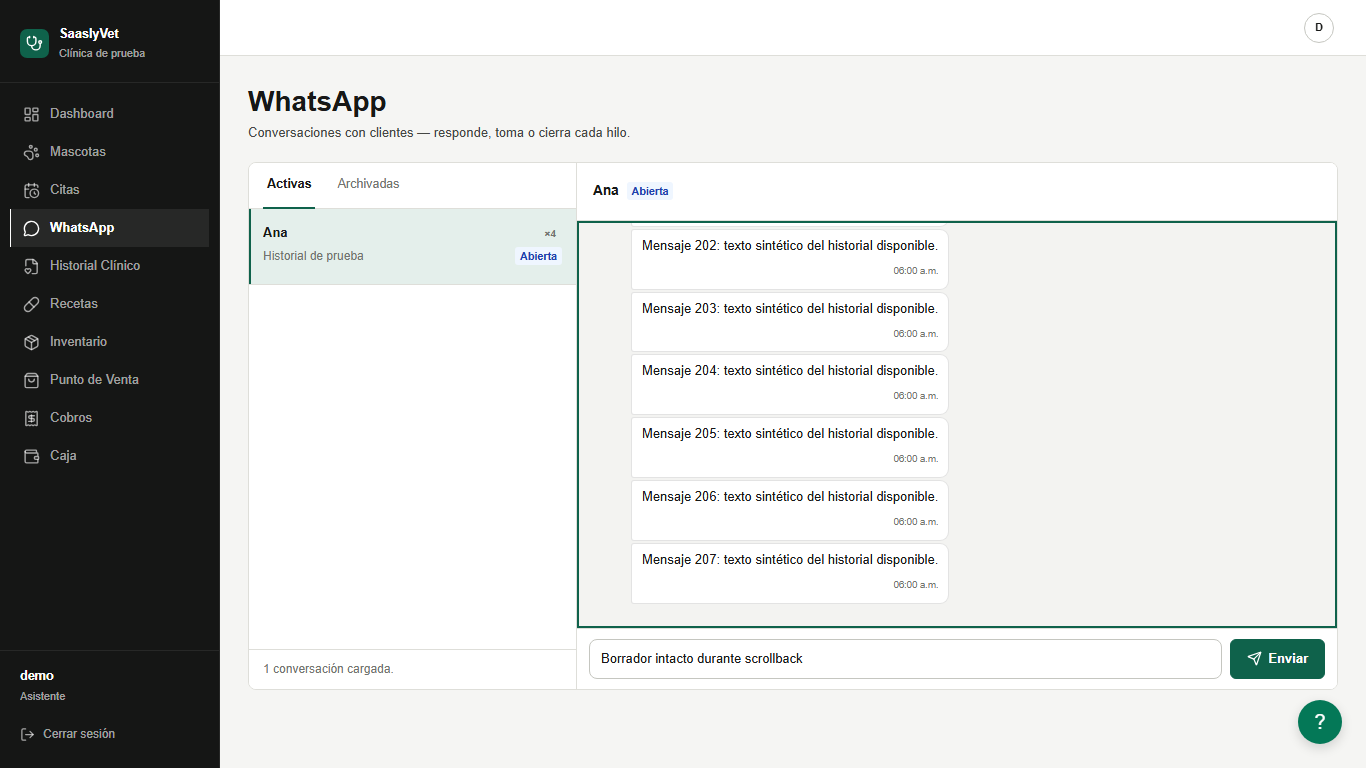 SaaslyVet
Clínica de prueba
Dashboard
Mascotas
Citas
WhatsApp
Historial Clínico
Recetas
Inventario
Punto de Venta
Cobros
Caja
demo
Asistente
Cerrar sesión
D
WhatsApp
Conversaciones con clientes — responde, toma o cierra cada hilo.
Activas Archivadas
Ana ×4
Historial de prueba Abierta
1 conversación cargada.
Ana Abierta
Mensaje 202: texto sintético del historial disponible.
06:00 a.m.
Mensaje 203: texto sintético del historial disponible.
06:00 a.m.
Mensaje 204: texto sintético del historial disponible.
06:00 a.m.
Mensaje 205: texto sintético del historial disponible.
06:00 a.m.
Mensaje 206: texto sintético del historial disponible.
06:00 a.m.
Mensaje 207: texto sintético del historial disponible.
06:00 a.m.
Borrador intacto durante scrollback
Enviar
?